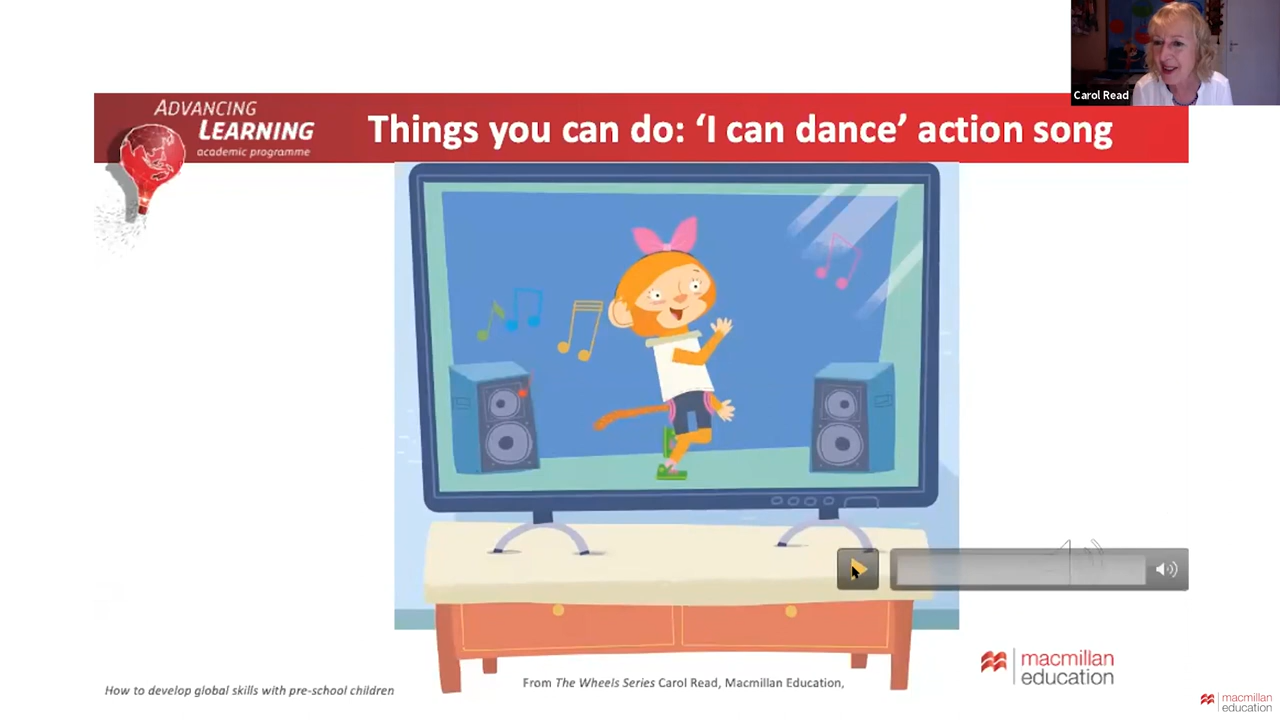 Carol Read
ADVANCING
LEARNING
academic programme
Things you can do: ‘I can dance’ action song
macmillan
education
How to develop global skills with pre-school children
From The Wheels Series Carol Read, Macmillan Education,
macmillan
education